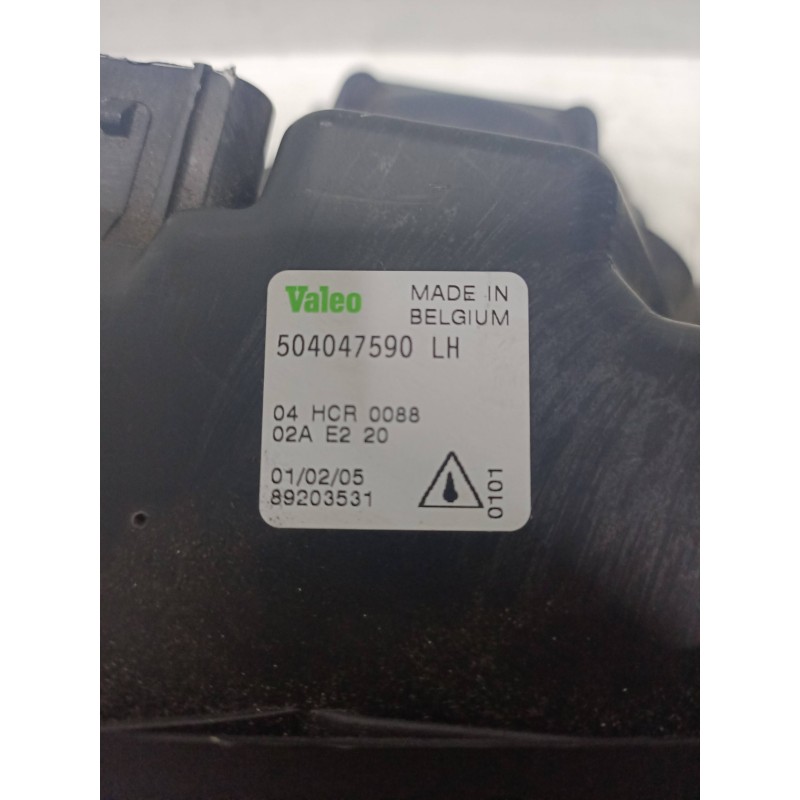 Valeo
MADE IN
BELGIUM
504047590 LH
04 HCR 0088
02A E2 20
01/02/05
89203531
0101